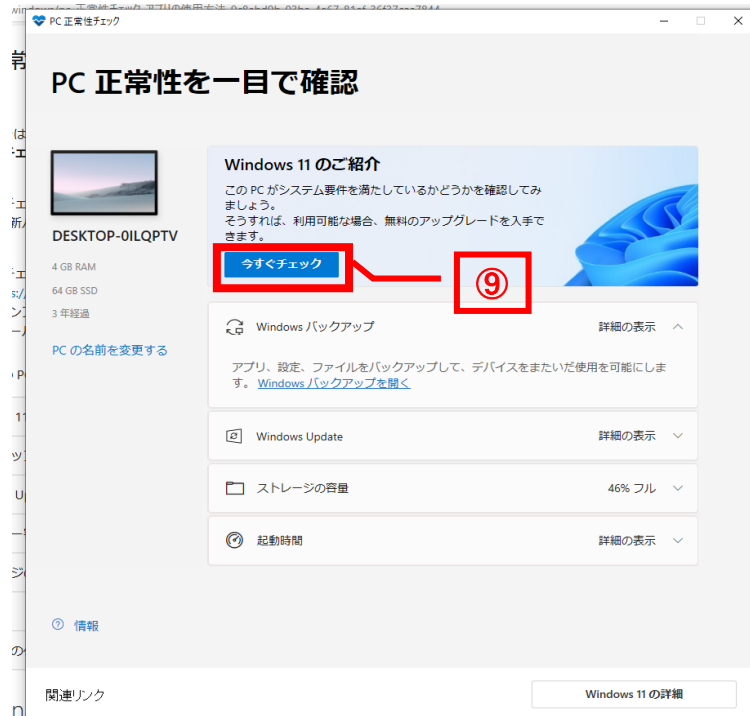 PC 正常性チェック
PC 正常性を一目で確認
DESKTOP-0ILQPTV
4 GB RAM
64 GB SSD
3 年経過
PC の名前を変更する
Windows 11 のご紹介
この PC がシステム要件を満たしているかどうかを確認してみ
ましょう。
そうすれば、利用可能な場合、無料のアップグレードを入手で
きます。
今すぐチェック
⑨
Windows バックアップ
詳細の表示
アプリ、設定、ファイルをバックアップして、デバイスをまたいだ使用を可能にしま
す。 Windows バックアップを開く
Windows Update
詳細の表示
ストレージの容量
46% フル
起動時間
詳細の表示
情報
関連リンク
Windows 11 の詳細